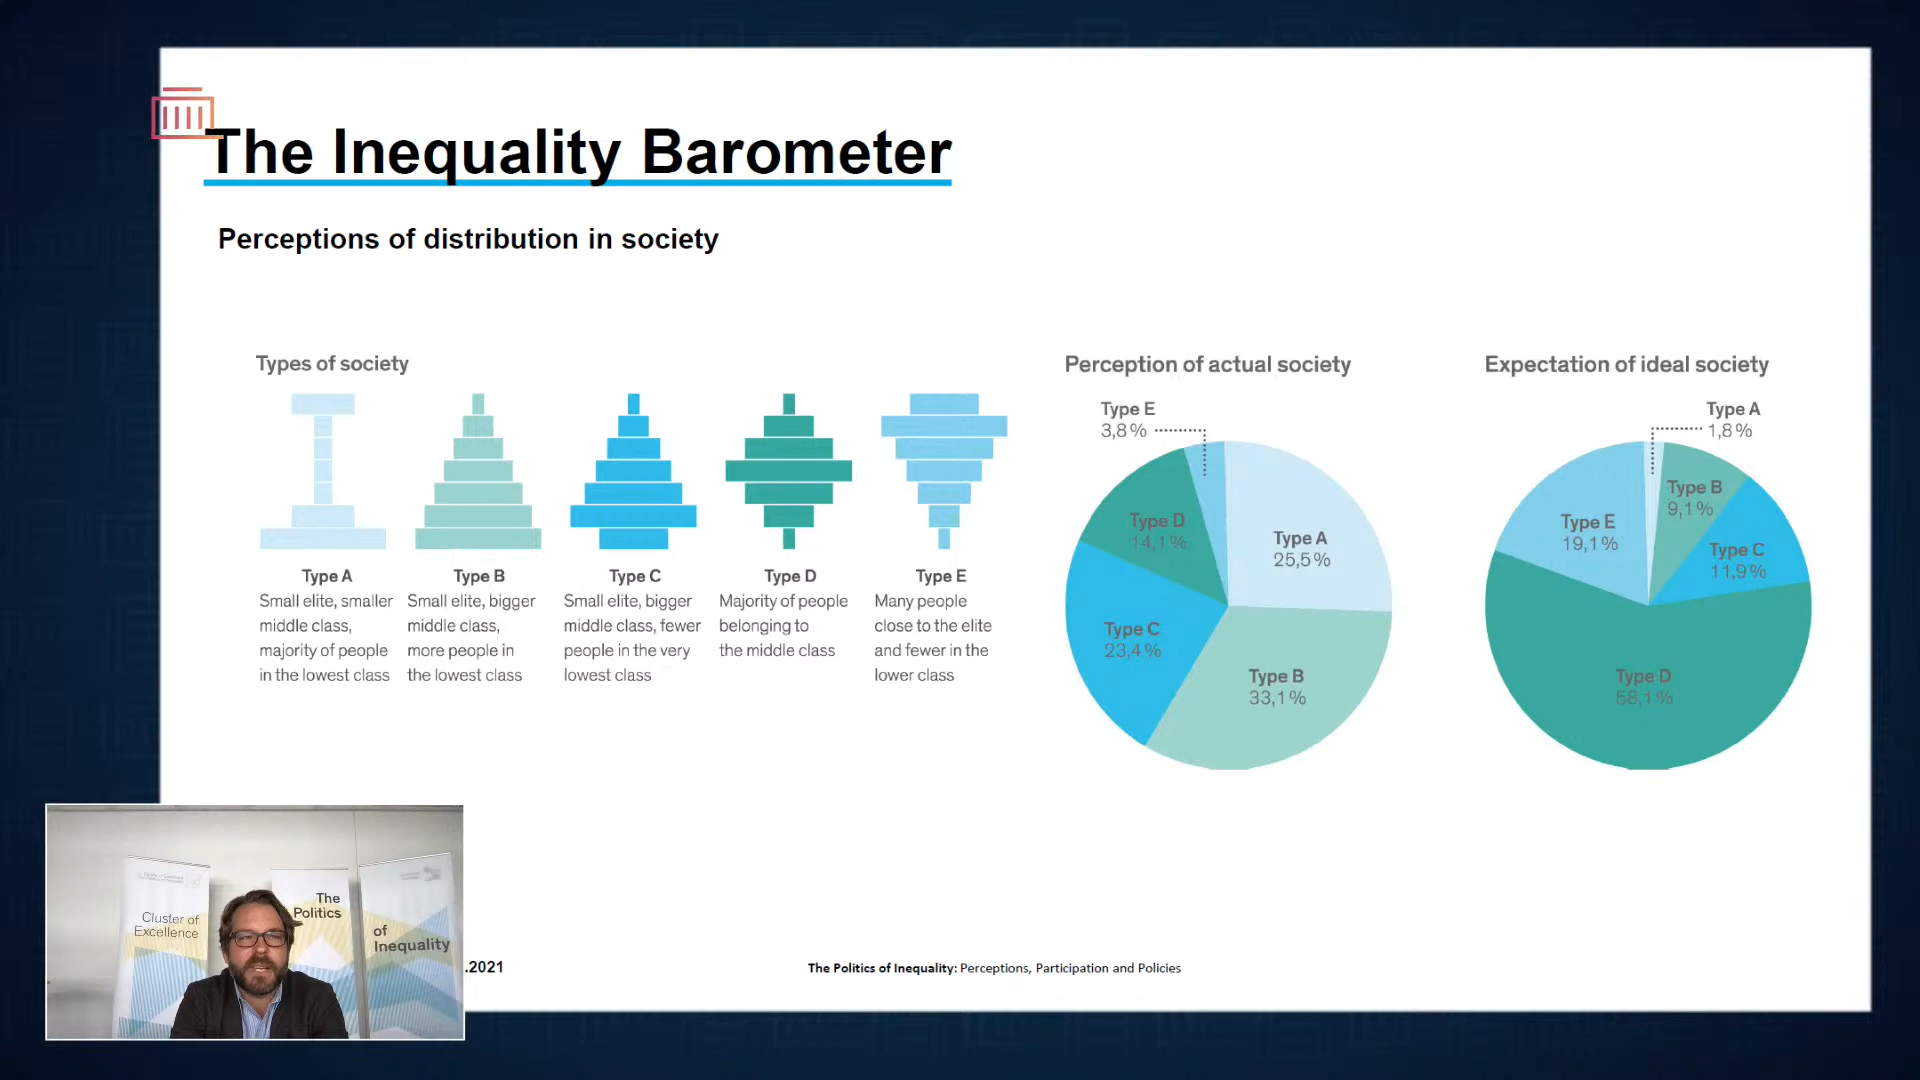 The Inequality Barometer
Perceptions of distribution in society
Types of society
Type A
Small elite, smaller
middle class,
majority of people
in the lowest class
Type B
Small elite, bigger
middle class,
more people in
the lowest class
Type C
Small elite, bigger
middle class, fewer
people in the very
lowest class
Type D
Majority of people
belonging to
the middle class
Type E
Many people
close to the elite
and fewer in the
lower class
Perception of actual society
Type E
3,8%
Type A
25,5%
Type B
33,1%
Type C
23,4%
Type D
14,1%
Expectation of ideal society
Type A
1,8%
Type B
9,1%
Type C
11,9%
Type D
58,1%
Type E
19,1%
Cluster of
Excellence
The
Politics
of
Inequality
.2021
The Politics of Inequality: Perceptions, Participation and Policies